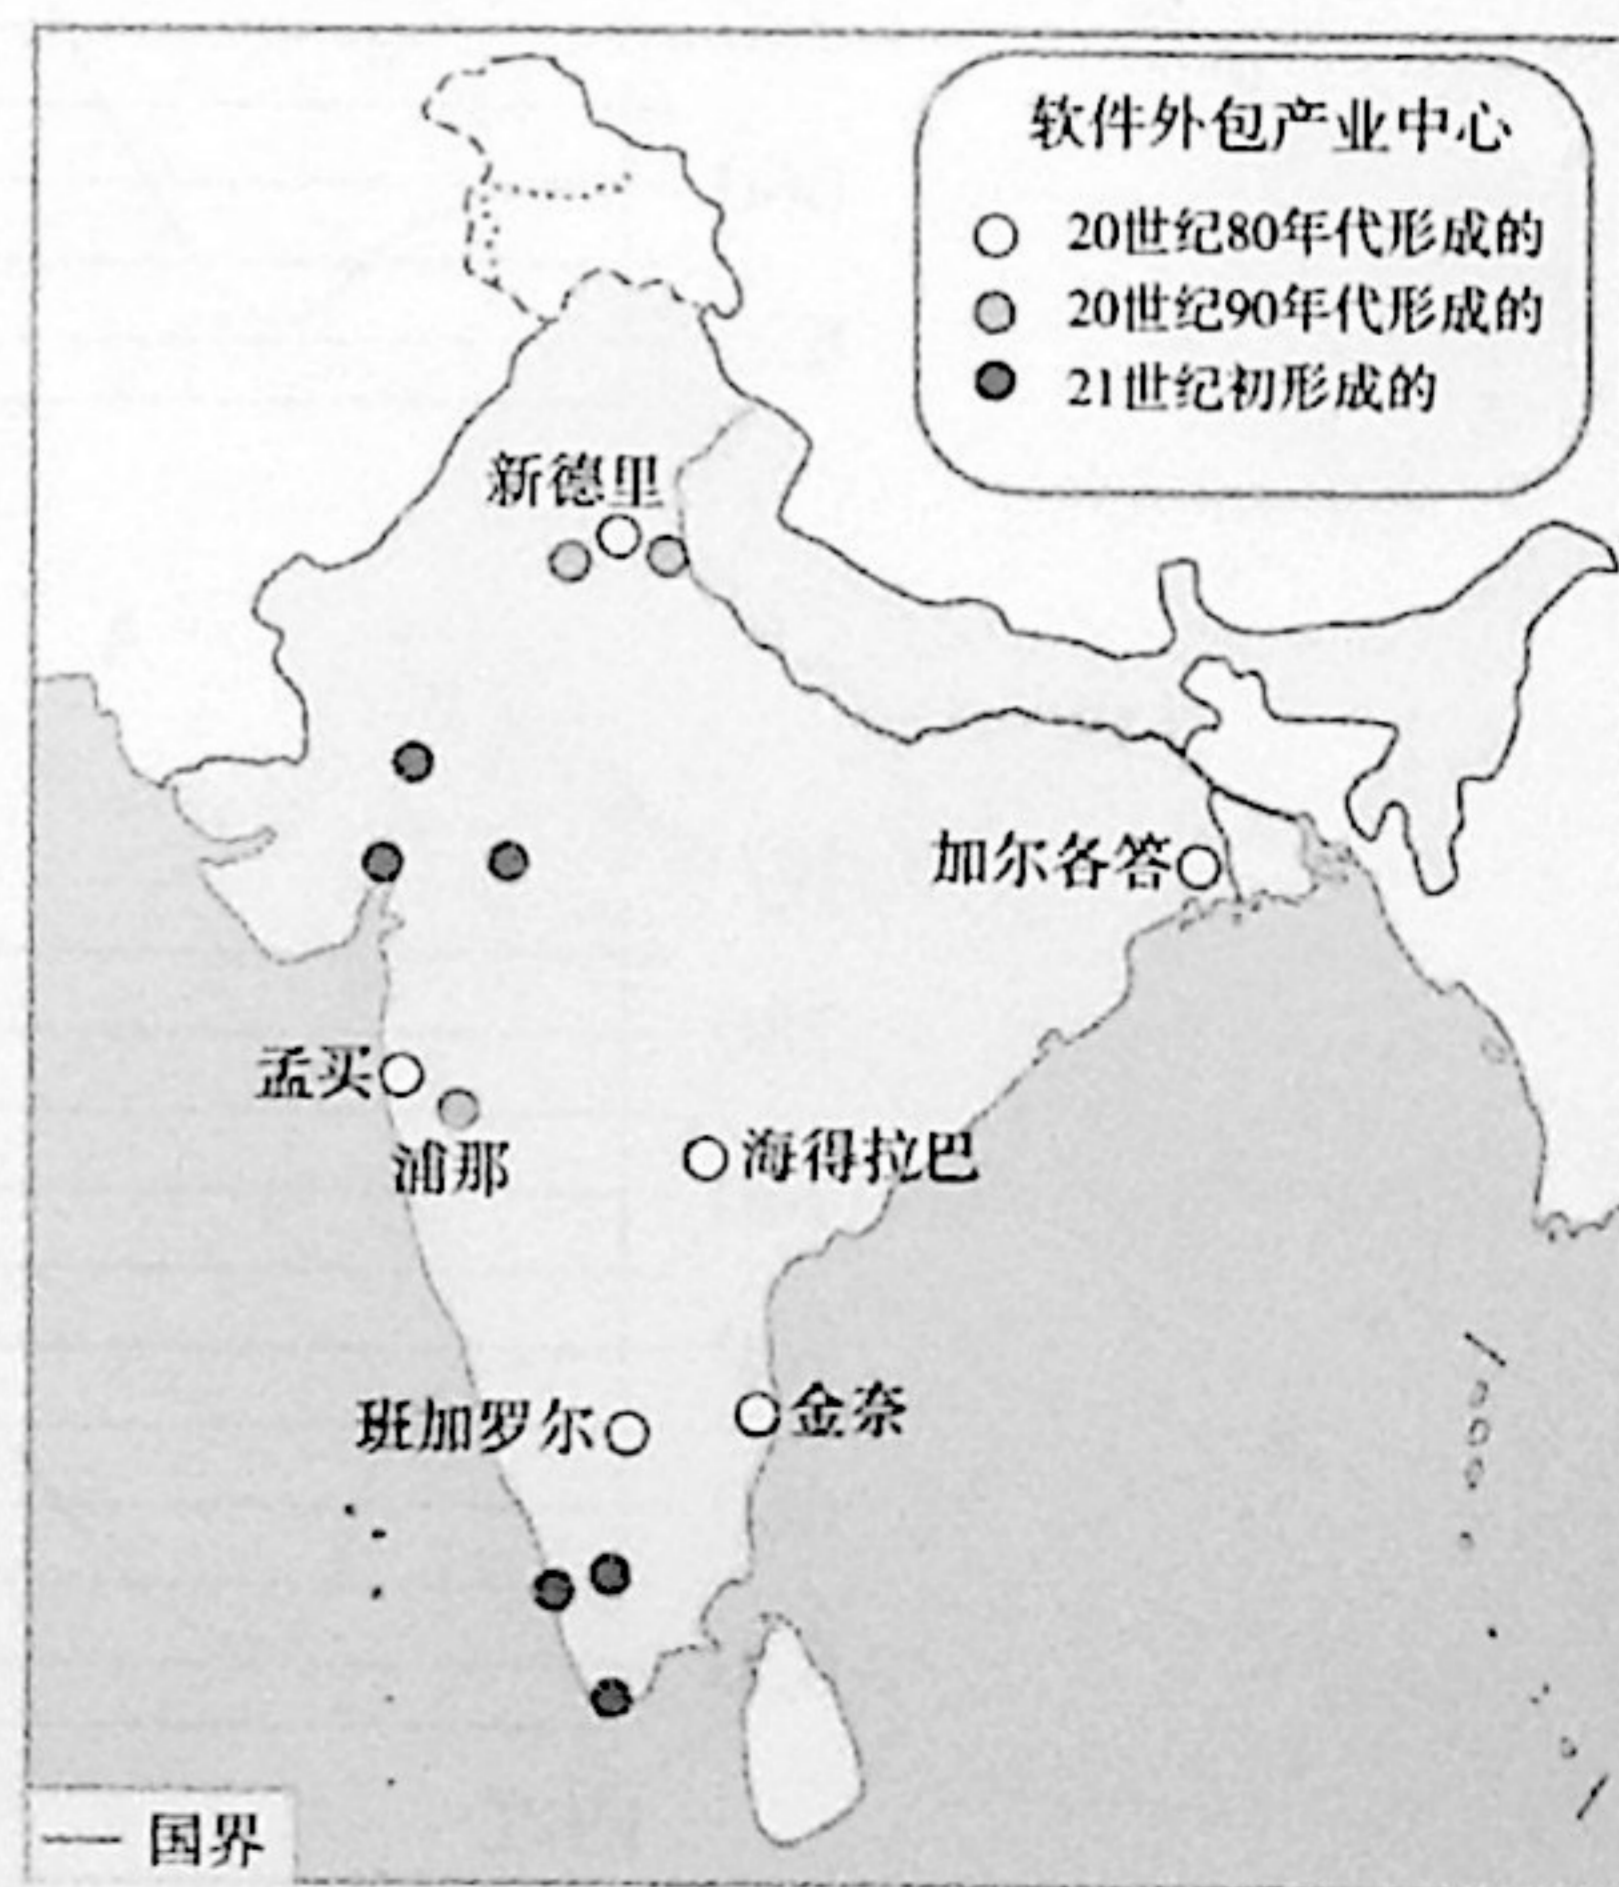 软件外包产业中心
20世纪80年代形成的
20世纪90年代形成的
21世纪初形成的
新德里
加尔各答
孟买
浦那
海得拉巴
班加罗尔
金奈
国界